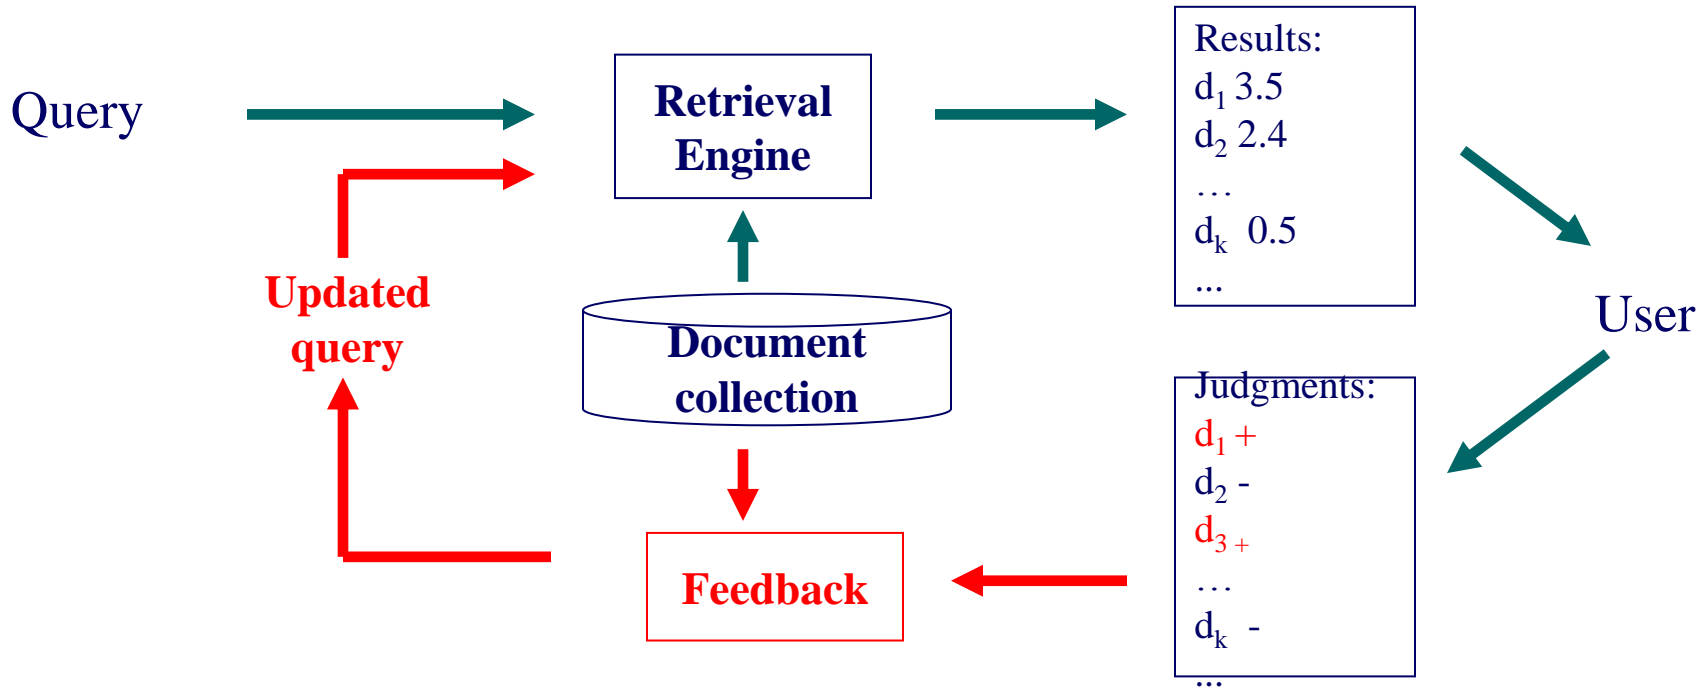 Query
Retrieval
Engine
Results:
d1 3.5
d2 2.4
…
dk 0.5
...
Updated
query
Document
collection
User
Judgments:
d1 +
d2 -
d3 +
…
dk -
...
Feedback